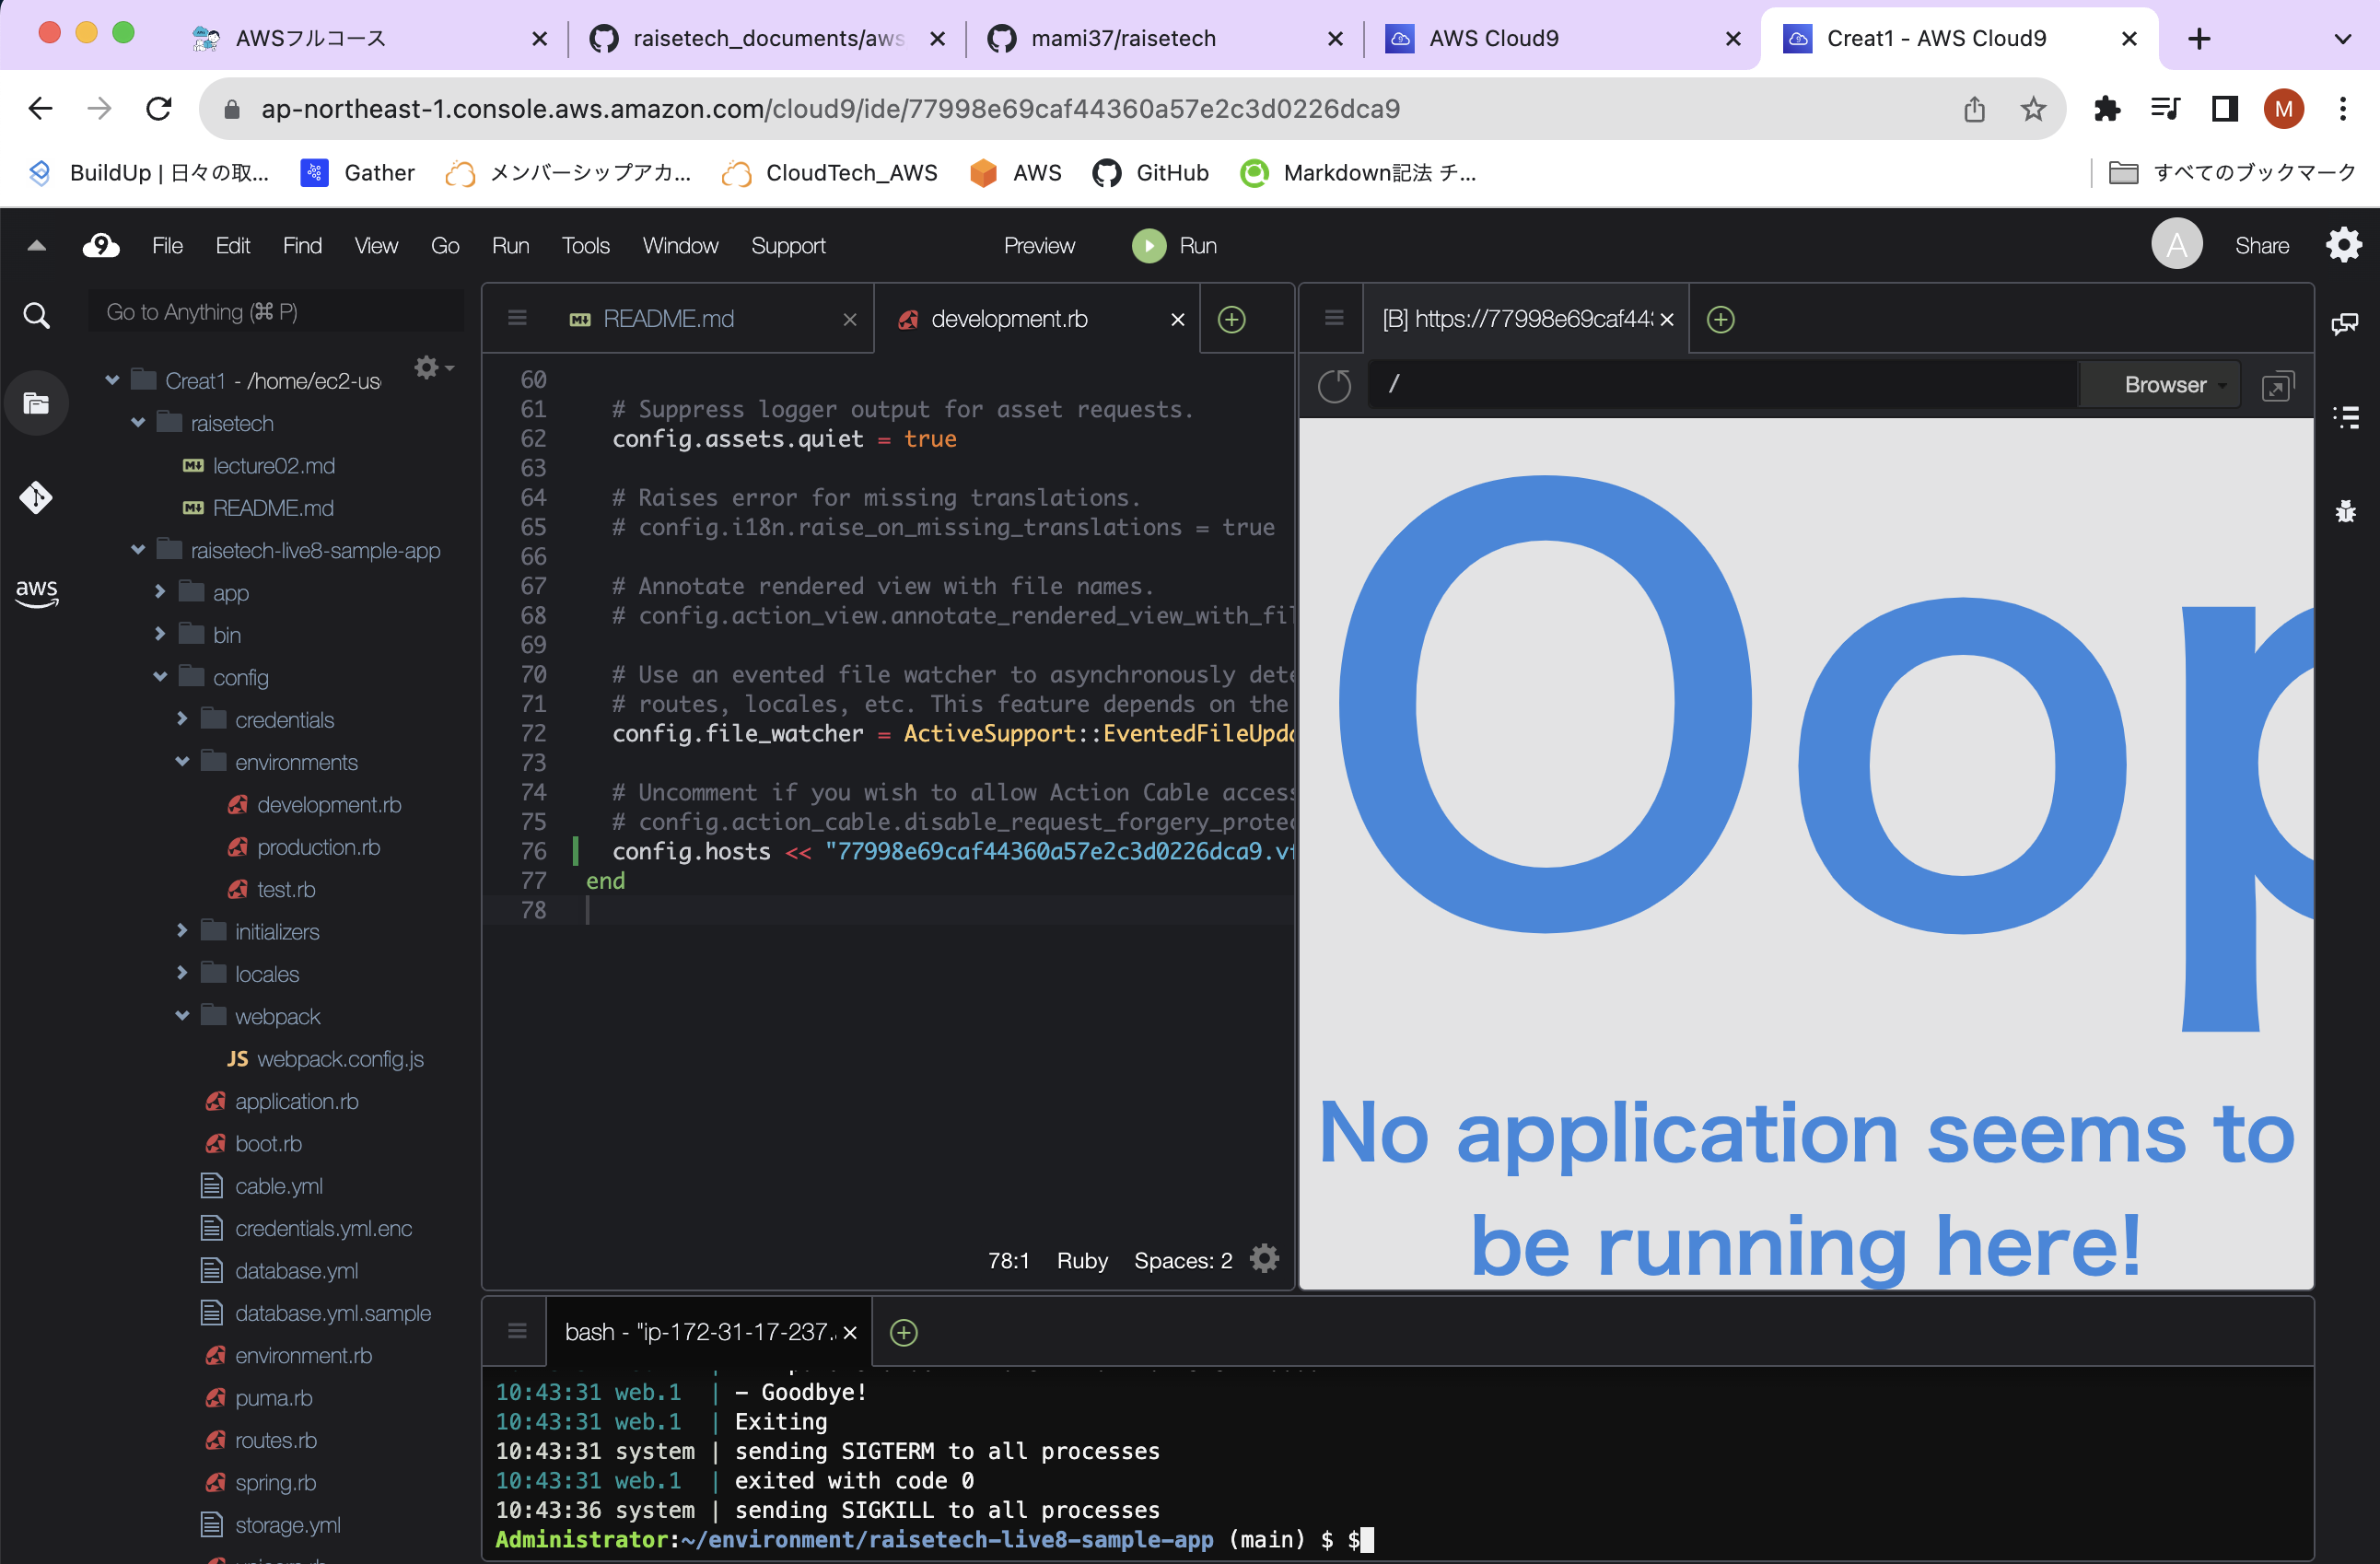 AWSフルコース
raisetech_documents/aws
mami37/raisetech
AWS Cloud9
Creat1 - AWS Cloud9
ap-northeast-1.console.aws.amazon.com/cloud9/ide/77998e69caf44360a57e2c3d0226dca9
M
BuildUp | 日々の取...
Gather
メンバーシップアカ...
CloudTech_AWS
AWS
GitHub
Markdown記法 チ...
すべてのブックマーク
9
File Edit Find View Go Run Tools Window Support
Preview
Run
A
Share
Go to Anything (⌘ P)
aws
Creat1 - /home/ec2-us
raisetech
lecture02.md
README.md
raisetech-live8-sample-app
app
bin
config
credentials
environments
development.rb
production.rb
test.rb
initializers
locales
webpack
JS webpack.config.js
application.rb
boot.rb
cable.yml
credentials.yml.enc
database.yml
database.yml.sample
environment.rb
puma.rb
routes.rb
spring.rb
storage.yml
README.md
development.rb
60
61 # Suppress logger output for asset requests.
62 config.assets.quiet = true
63
64 # Raises error for missing translations.
65 # config.i18n.raise_on_missing_translations = true
66
67 # Annotate rendered view with file names.
68 # config.action_view.annotate_rendered_view_with_fil
69
70 # Use an evented file watcher to asynchronously dete
71 # routes, locales, etc. This feature depends on the
72 config.file_watcher = ActiveSupport::EventedFileUpda
73
74 # Uncomment if you wish to allow Action Cable access
75 # config.action_cable.disable_request_forgery_protec
76 config.hosts << "77998e69caf44360a57e2c3d0226dca9.vf
77 end
78
78:1 Ruby Spaces: 2
[B] https://77998e69caf443
/
Browser
Oop
No application seems to
be running here!
bash - "ip-172-31-17-237.
10:43:31 web.1 | - Goodbye!
10:43:31 web.1 | Exiting
10:43:31 system | sending SIGTERM to all processes
10:43:31 web.1 | exited with code 0
10:43:36 system | sending SIGKILL to all processes
Administrator:~/environment/raisetech-live8-sample-app (main) $ $